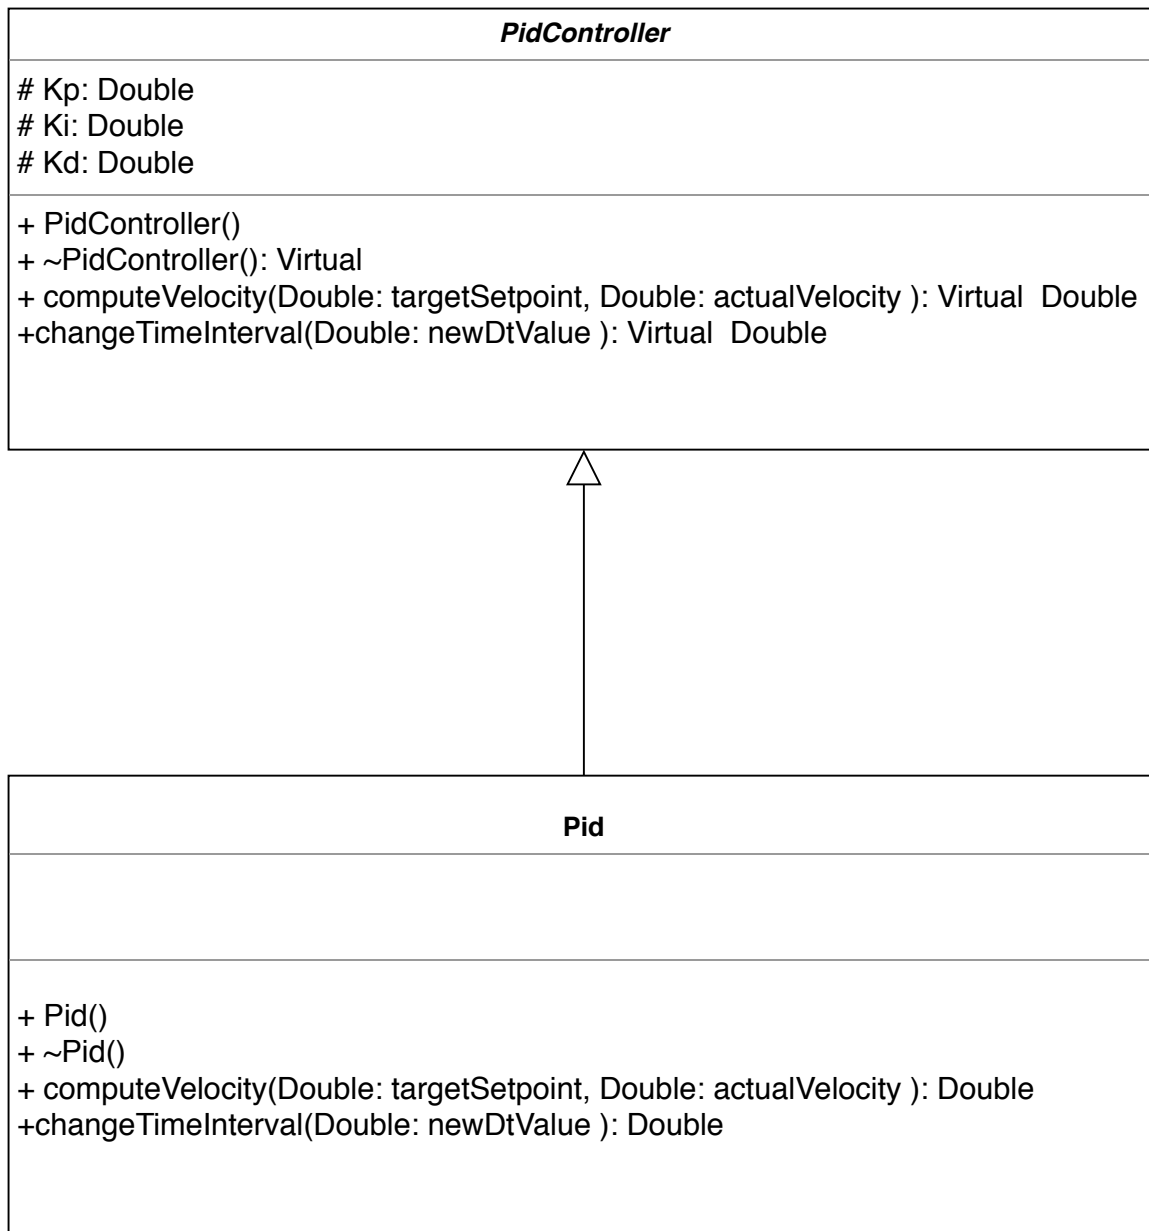 PidController
# Kp: Double
# Ki: Double
# Kd: Double
+ PidController()
+ ~PidController(): Virtual
+ computeVelocity(Double: targetSetpoint, Double: actualVelocity ): Virtual  Double
+changeTimeInterval(Double: newDtValue ): Virtual  Double
Pid
+ Pid()
+ ~Pid()
+ computeVelocity(Double: targetSetpoint, Double: actualVelocity ): Double
+changeTimeInterval(Double: newDtValue ): Double